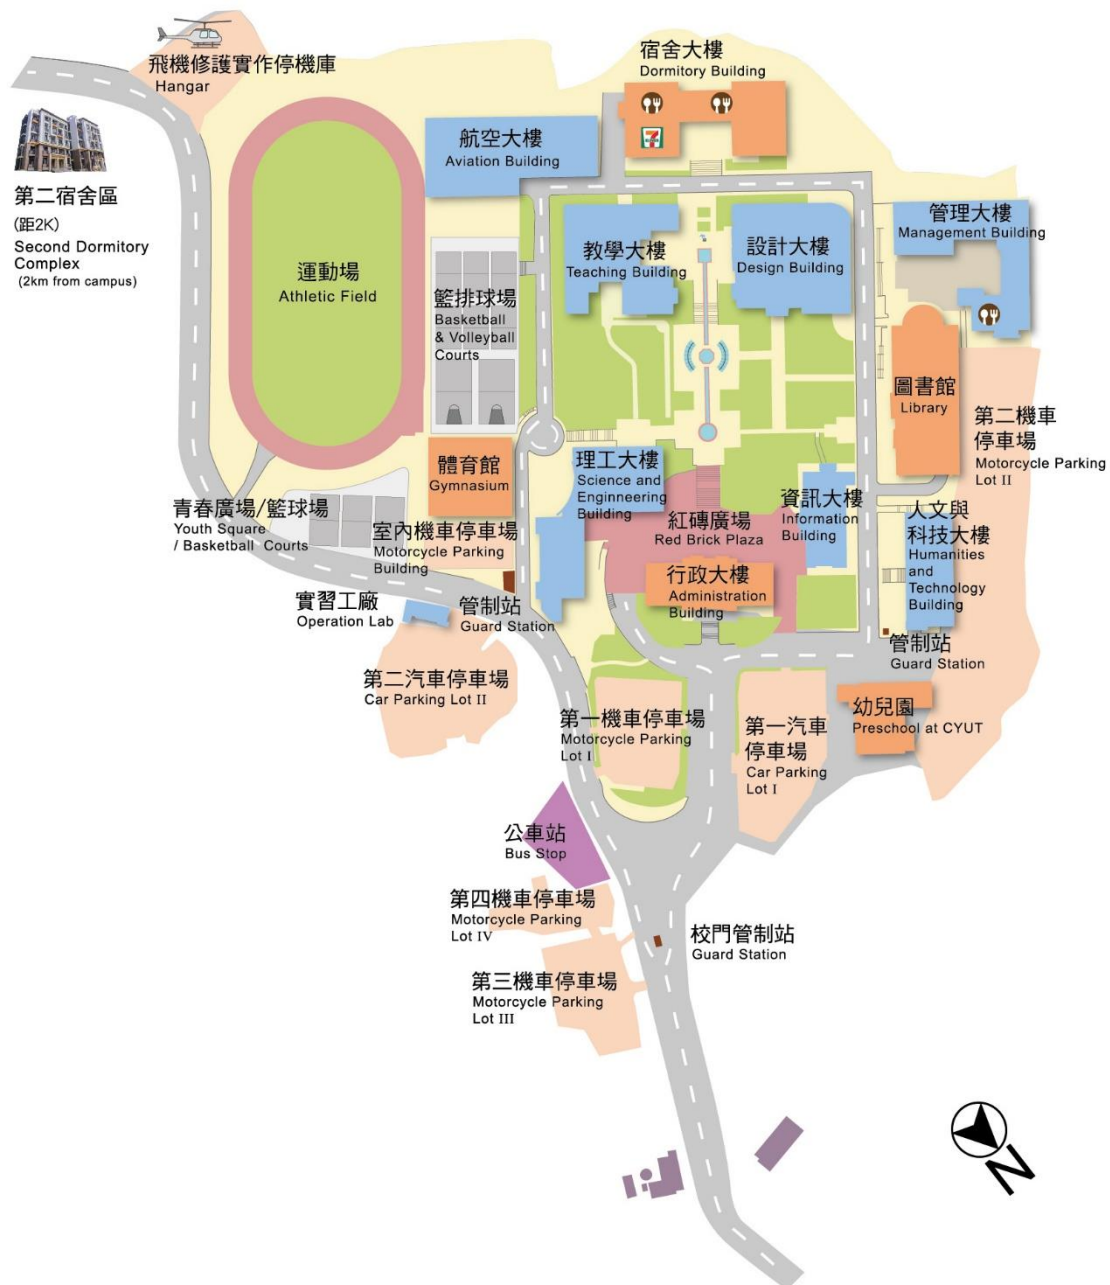 飛機修護實作停機庫
Hangar
宿舍大樓
Dormitory Building
航空大樓
Aviation Building
第二宿舍區
(距2K)
Second Dormitory
Complex
(2km from campus)
運動場
Athletic Field
籃排球場
Basketball
& Volleyball
Courts
教學大樓
Teaching Building
設計大樓
Design Building
管理大樓
Management Building
圖書館
Library
第二機車
停車場
Motorcycle Parking
Lot II
體育館
Gymnasium
理工大樓
Science and
Enginneering
Building
資訊大樓
Information
Building
紅磚廣場
Red Brick Plaza
人文與
科技大樓
Humanities
and
Technology
Building
青春廣場/籃球場
Youth Square
/ Basketball Courts
室內機車停車場
Motorcycle Parking
Building
行政大樓
Administration
Building
實習工廠
Operation Lab
管制站
Guard Station
管制站
Guard Station
第二汽車停車場
Car Parking Lot II
第一機車停車場
Motorcycle Parking
Lot I
第一汽車
停車場
Car Parking
Lot I
幼兒園
Preschool at CYUT
公車站
Bus Stop
第四機車停車場
Motorcycle Parking
Lot IV
校門管制站
Guard Station
第三機車停車場
Motorcycle Parking
Lot III
N